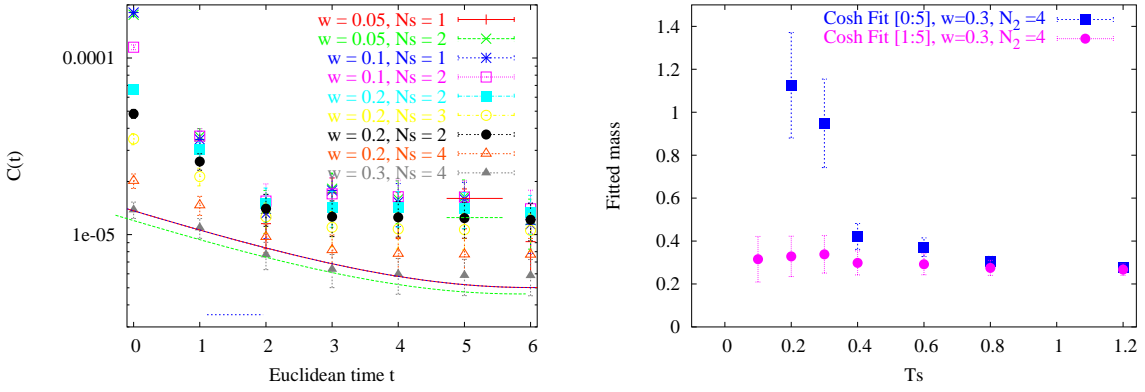 w = 0.05, Ns = 1
w = 0.05, Ns = 2
w = 0.1, Ns = 1
w = 0.1, Ns = 2
w = 0.2, Ns = 2
w = 0.2, Ns = 3
w = 0.2, Ns = 2
w = 0.2, Ns = 4
w = 0.3, Ns = 4
0.0001
1e-05
C(t)
0 1 2 3 4 5 6
Euclidean time t
Cosh Fit [0:5], w=0.3, N₂ =4
Cosh Fit [1:5], w=0.3, N₂ =4
1.4
1.2
1
0.8
0.6
0.4
0.2
0
Fitted mass
0 0.2 0.4 0.6 0.8 1 1.2
Ts